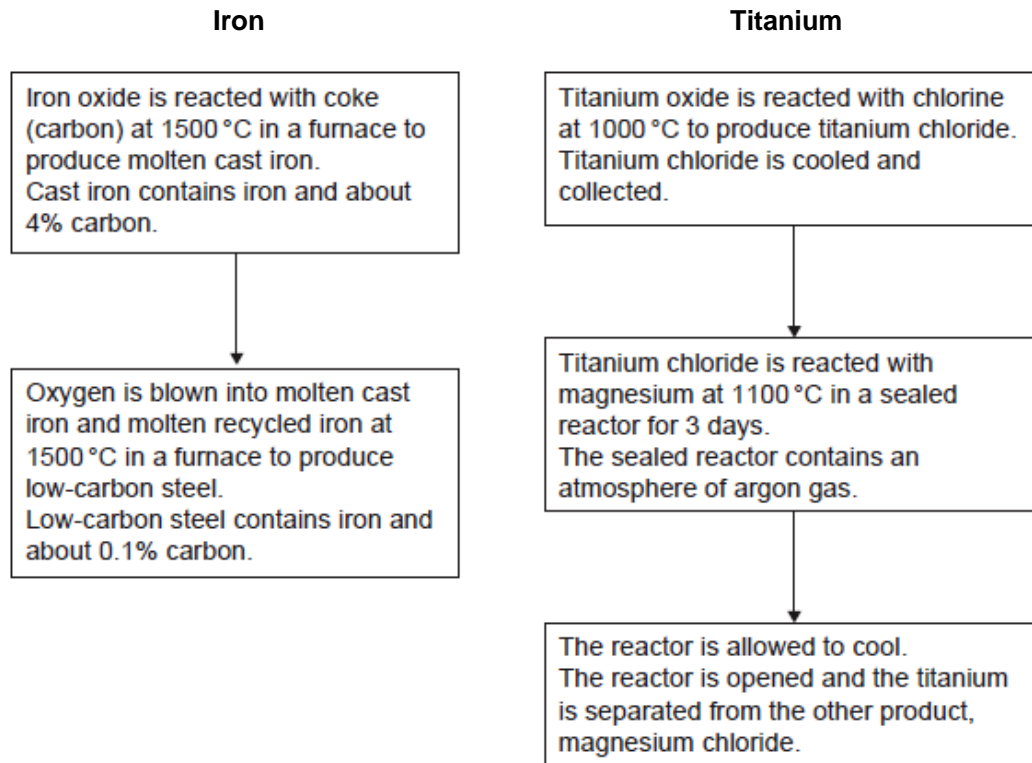 Iron
Iron oxide is reacted with coke
(carbon) at 1500 °C in a furnace to
produce molten cast iron.
Cast iron contains iron and about
4% carbon.
Oxygen is blown into molten cast
iron and molten recycled iron at
1500 °C in a furnace to produce
low-carbon steel.
Low-carbon steel contains iron and
about 0.1% carbon.
Titanium
Titanium oxide is reacted with chlorine
at 1000 °C to produce titanium chloride.
Titanium chloride is cooled and
collected.
Titanium chloride is reacted with
magnesium at 1100 °C in a sealed
reactor for 3 days.
The sealed reactor contains an
atmosphere of argon gas.
The reactor is allowed to cool.
The reactor is opened and the titanium
is separated from the other product,
magnesium chloride.